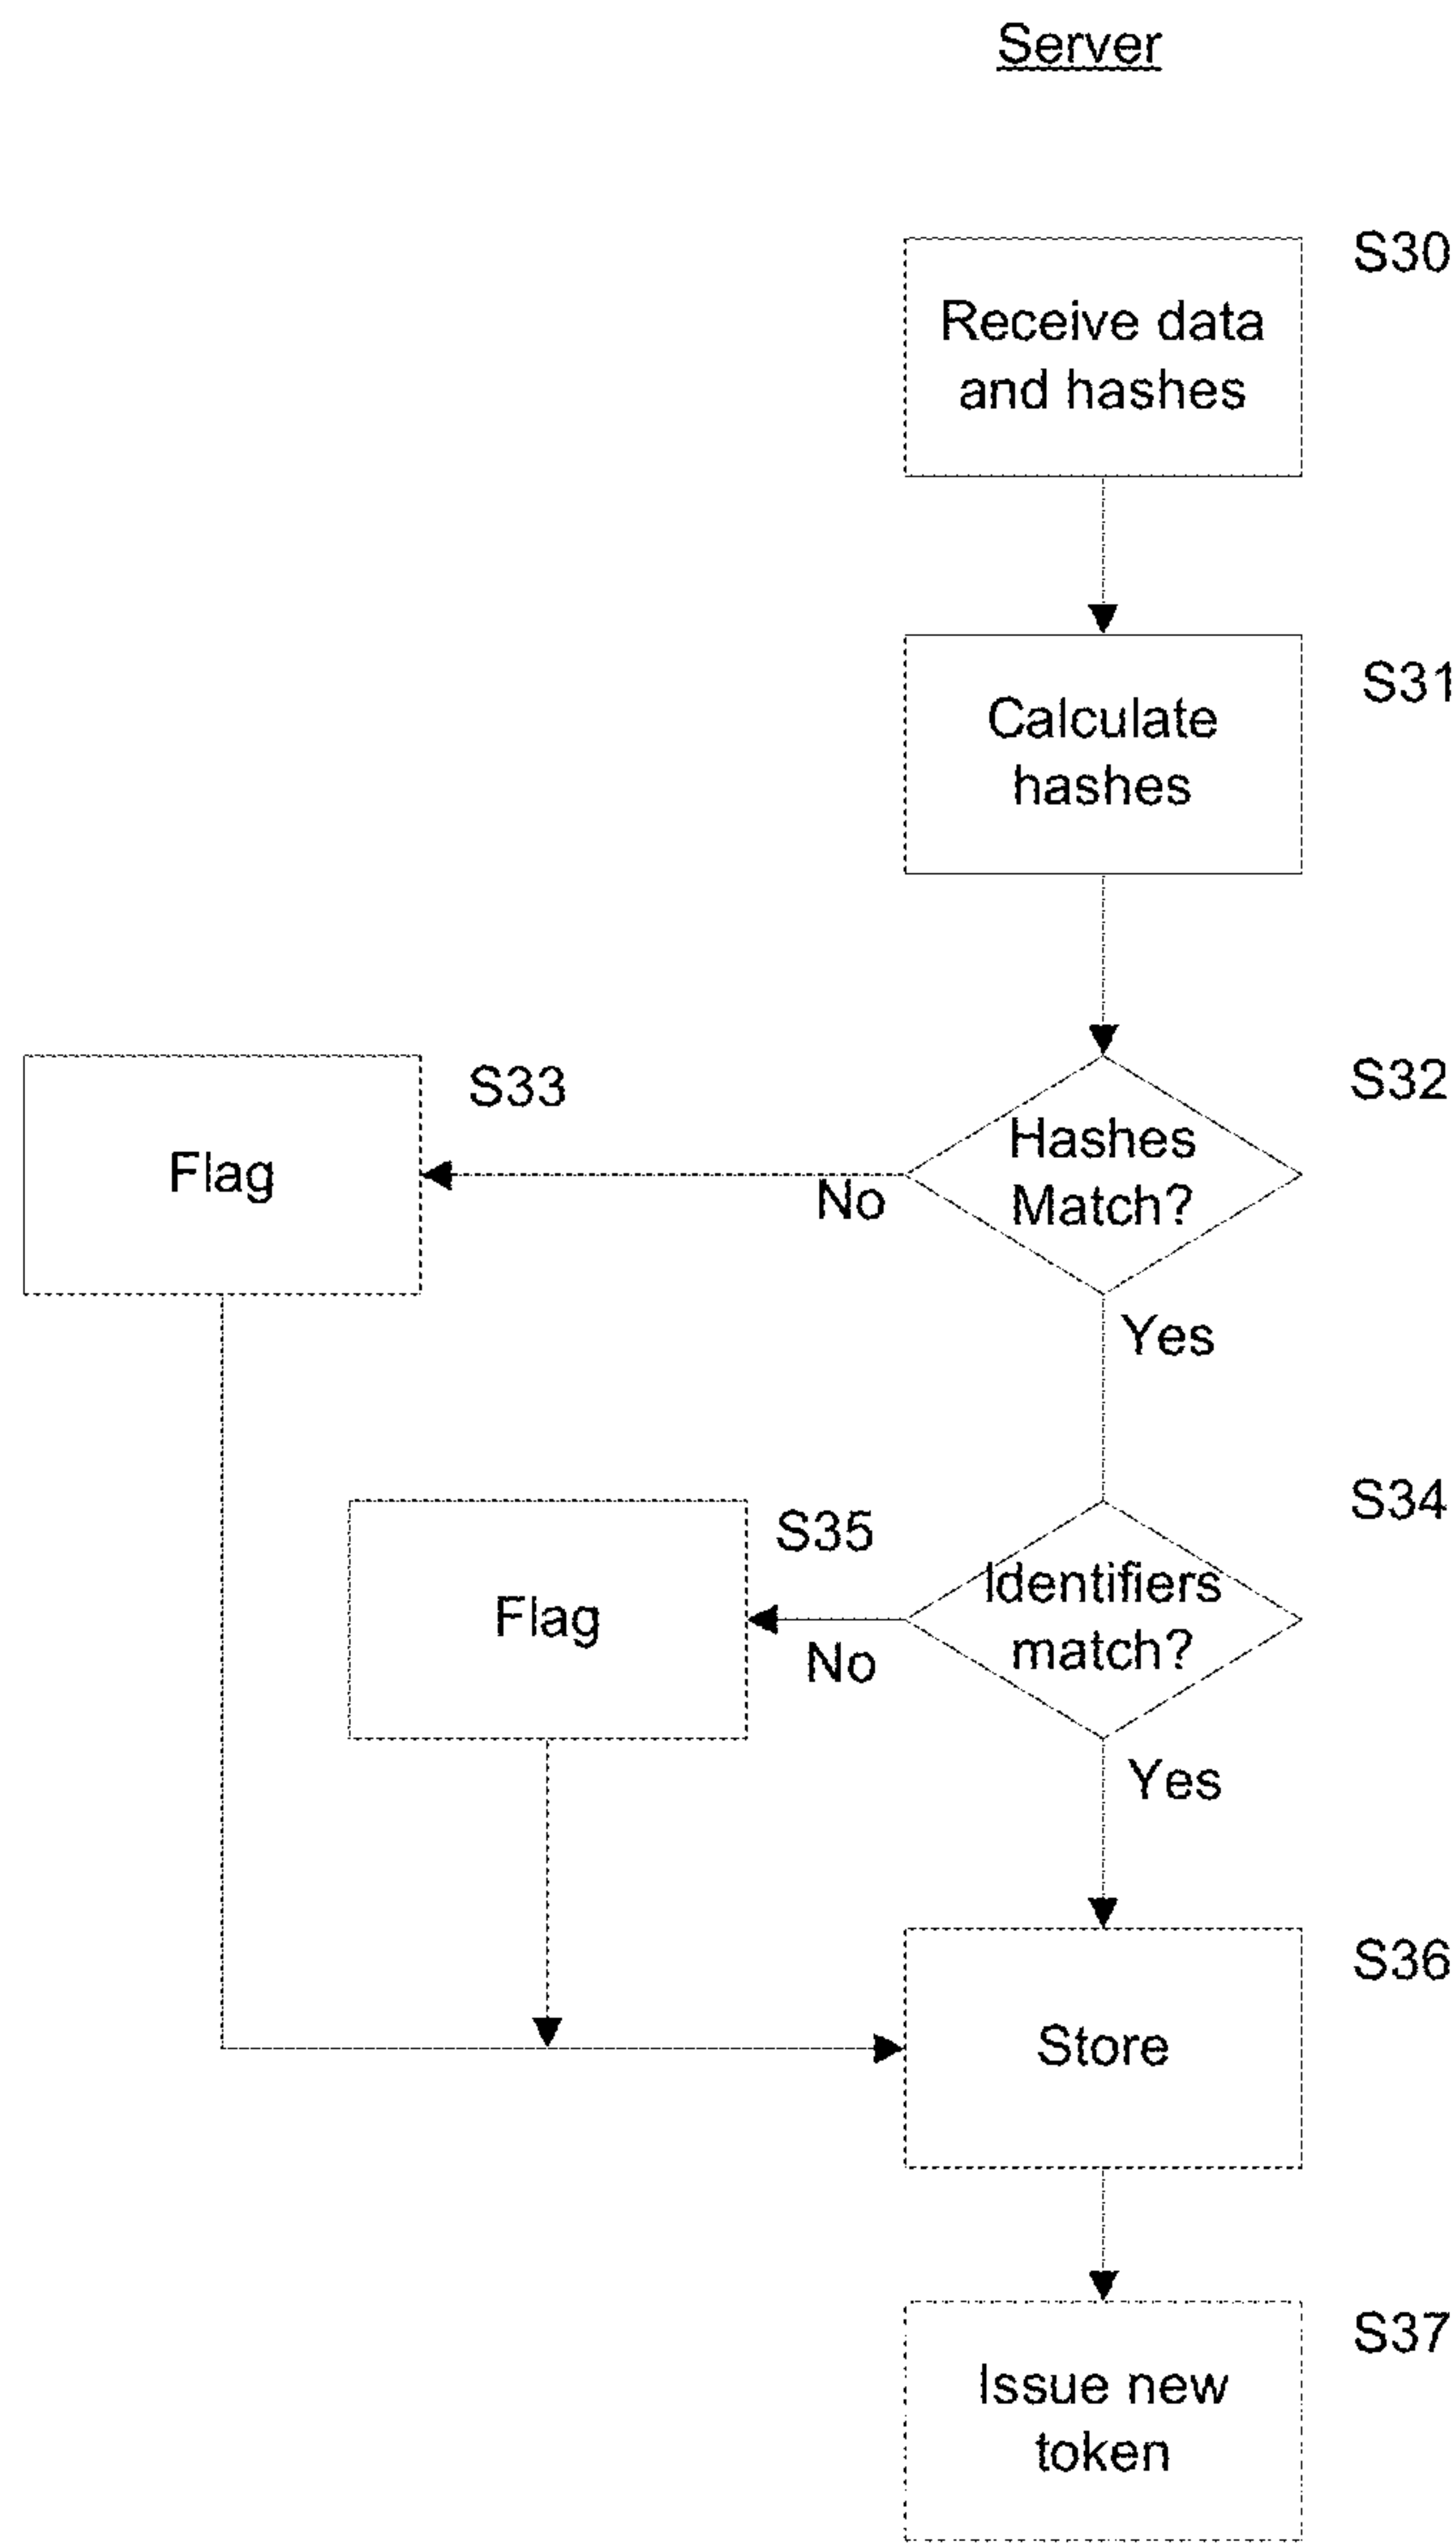 Server
S30
Receive data
and hashes
S31
Calculate
hashes
S32
Hashes
Match?
S33
Flag
No
Yes
S34
Identifiers
match?
S35
Flag
No
Yes
S36
Store
S37
Issue new
token